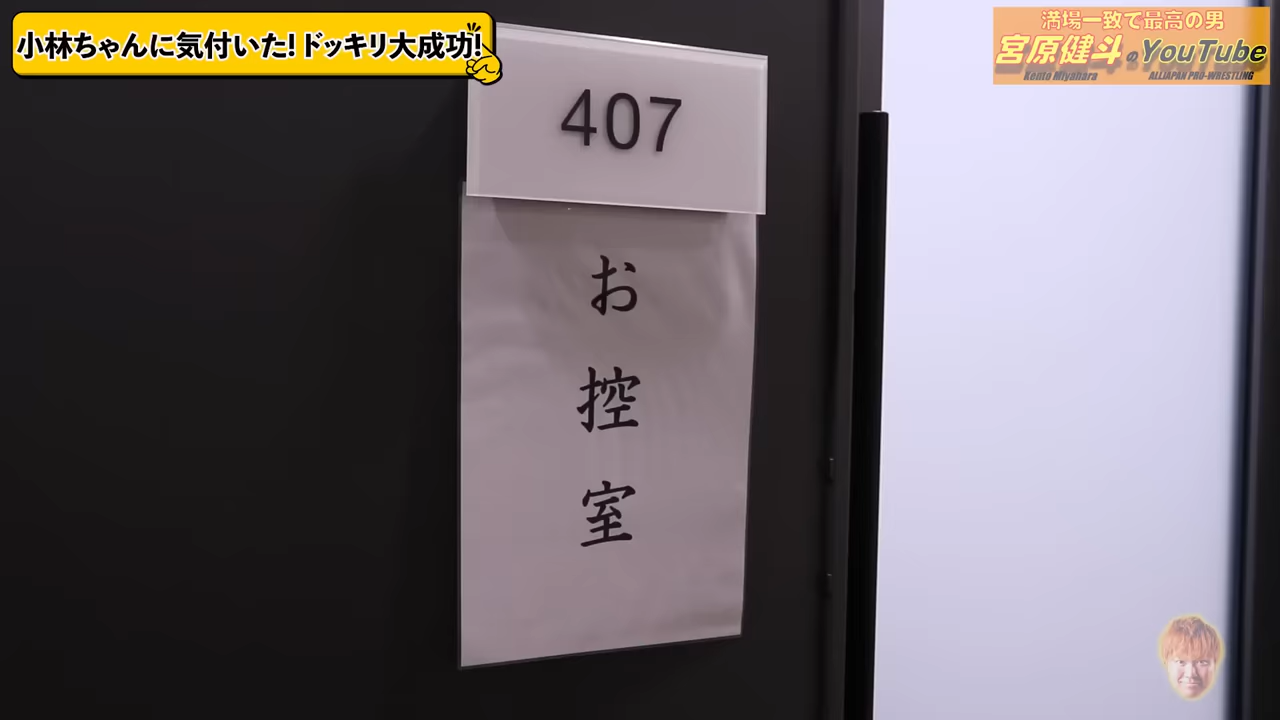 小林ちゃんに気付いた!ドッキリ大成功!
満場一致で最高の男
宮原健斗のYouTube
Kento Miyahara
ALLJAPAN PRO-WRESTLING
407
お
控
室